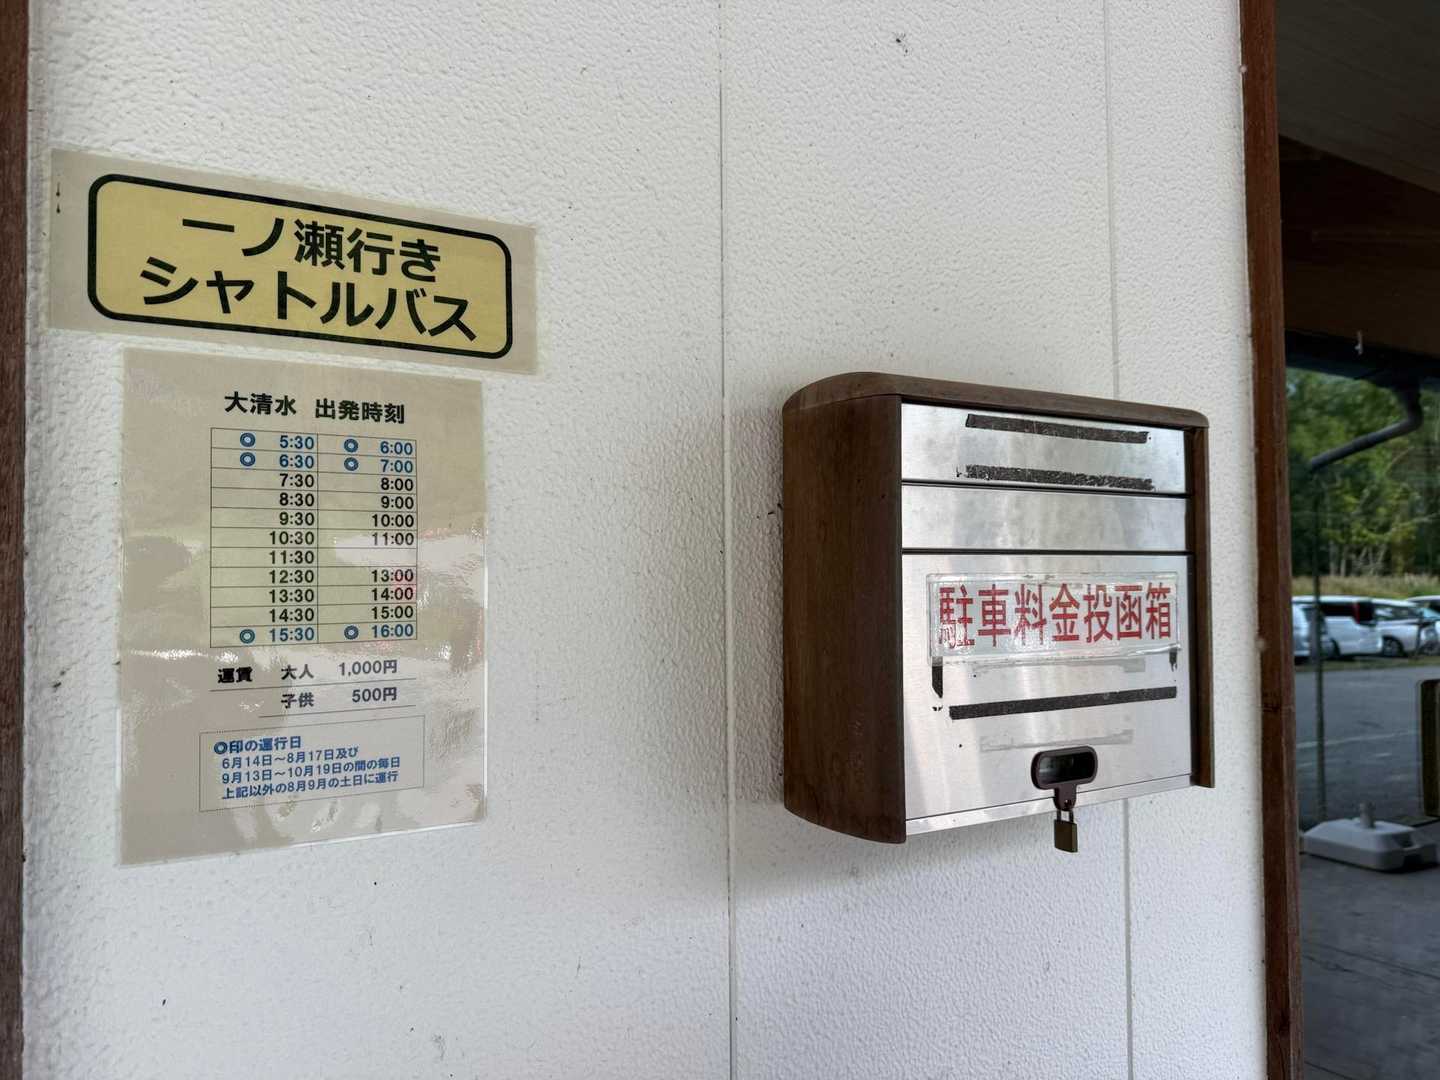 一ノ瀬行き
シャトルバス
大清水 出発時刻
◎ 5:30 ◎ 6:00
◎ 6:30 ◎ 7:00
7:30 8:00
8:30 9:00
9:30 10:00
10:30 11:00
11:30
12:30 13:00
13:30 14:00
14:30 15:00
◎ 15:30 ◎ 16:00
運賃 大人 1,000円
子供 500円
◎印の運行日
6月14日～8月17日及び
9月13日～10月19日の間の毎日
上記以外の8月9月の土日に運行
駐車料金投函箱